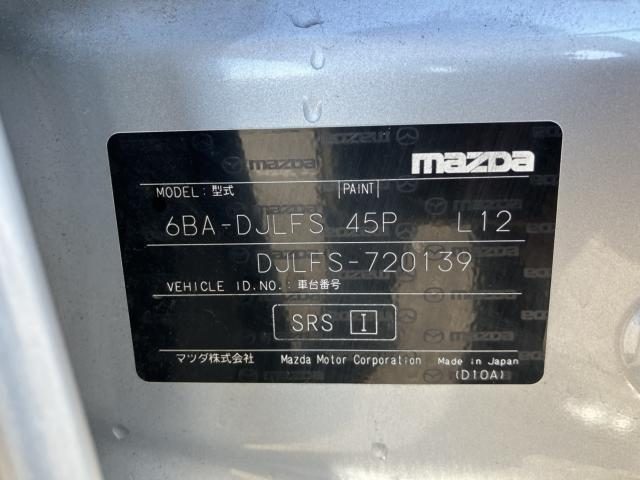 mazda
MODEL: 型式 PAINT
6BA-DJLFS 45P L12
DJLFS-720139
VEHICLE ID.NO.: 車台番号
SRS I
マツダ株式会社 Mazda Motor Corporation Made in Japan
(D10A)